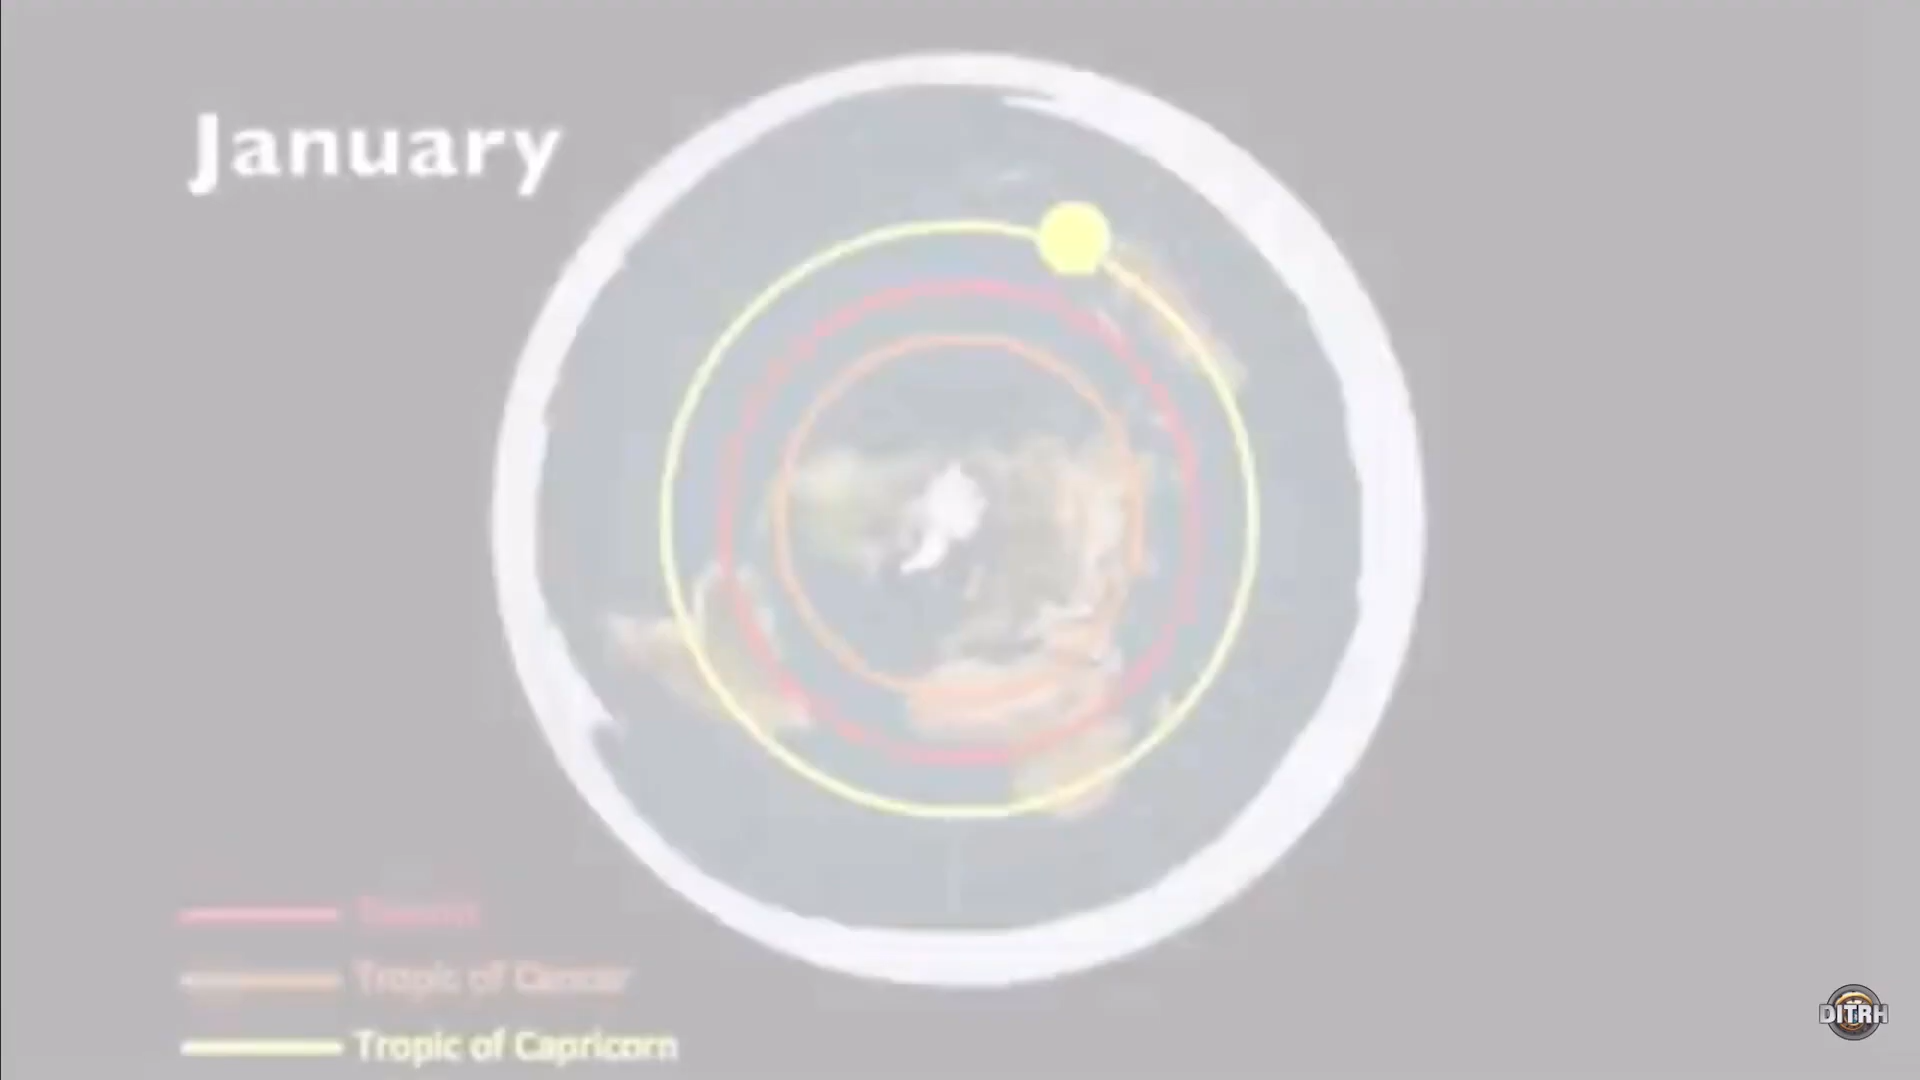 January
Tropic of Cancer
Tropic of Capricorn
DITRH